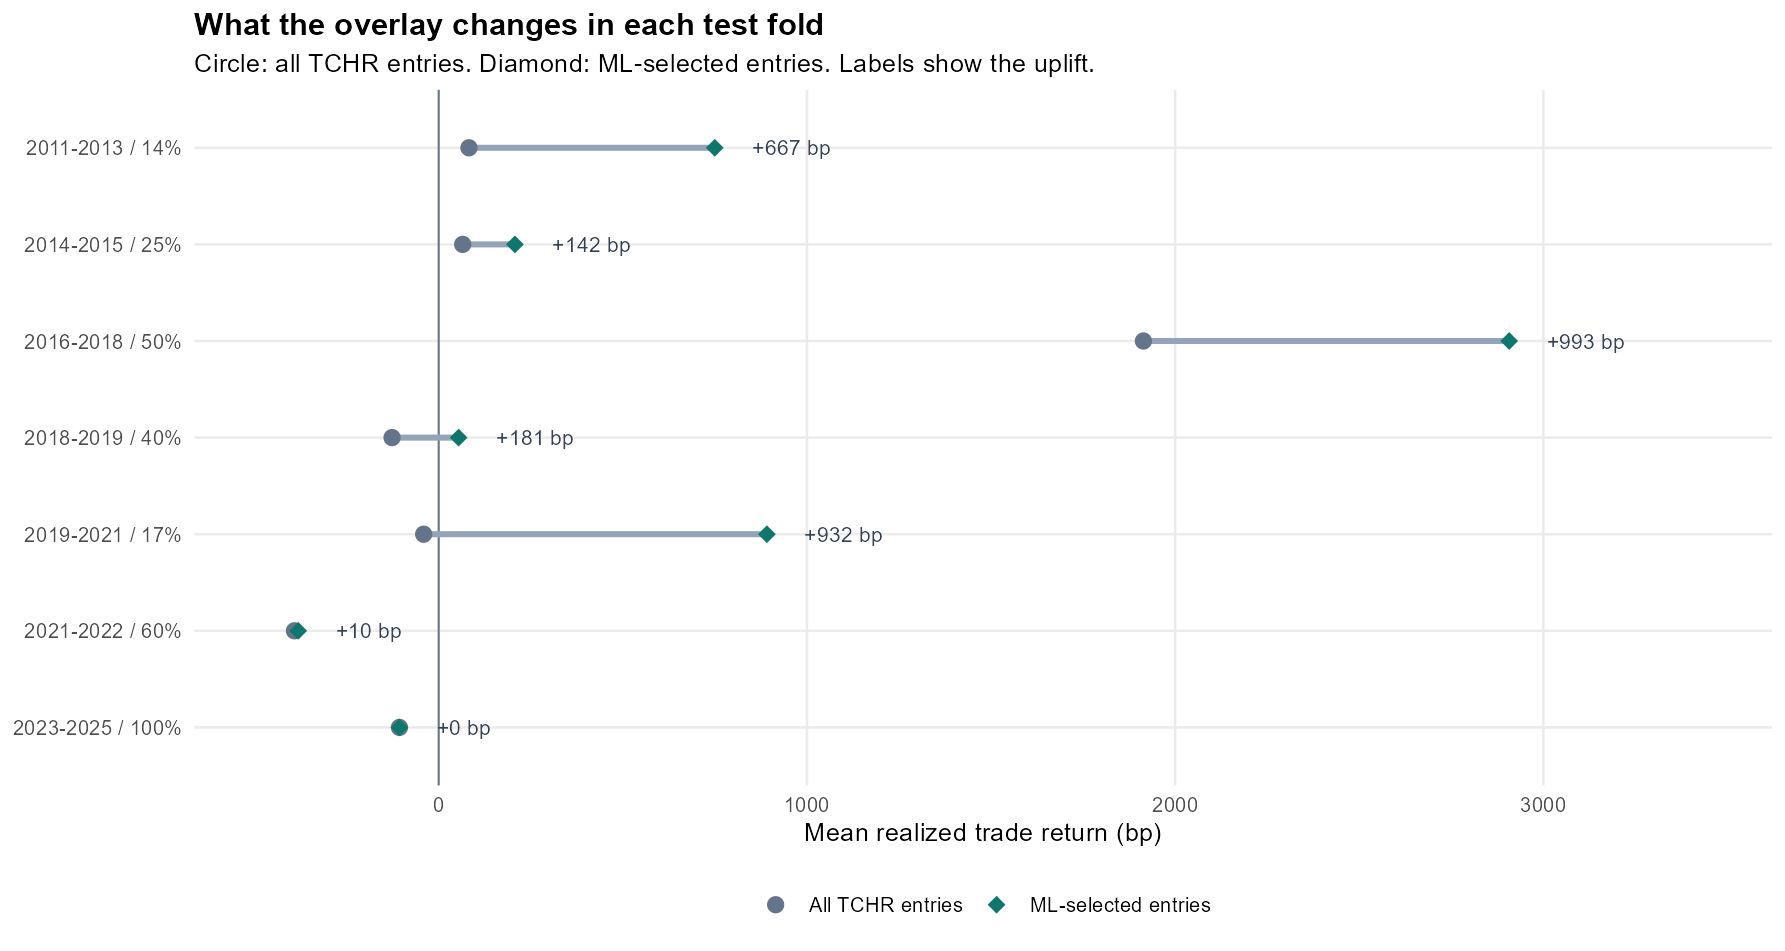 What the overlay changes in each test fold
Circle: all TCHR entries. Diamond: ML-selected entries. Labels show the uplift.
2011-2013 / 14%
+667 bp
2014-2015 / 25%
+142 bp
2016-2018 / 50%
+993 bp
2018-2019 / 40%
+181 bp
2019-2021 / 17%
+932 bp
2021-2022 / 60%
+10 bp
2023-2025 / 100%
+0 bp
0 1000 2000 3000
Mean realized trade return (bp)
All TCHR entries ML-selected entries